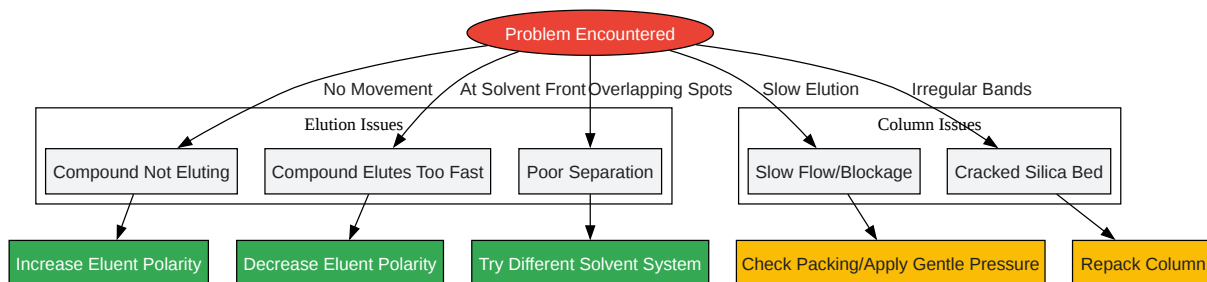 Problem Encountered
No Movement
At Solvent Front
Overlapping Spots
Slow Elution
Irregular Bands
Elution Issues
Column Issues
Compound Not Eluting
Compound Elutes Too Fast
Poor Separation
Slow Flow/Blockage
Cracked Silica Bed
Increase Eluent Polarity
Decrease Eluent Polarity
Try Different Solvent System
Check Packing/Apply Gentle Pressure
Repack Column